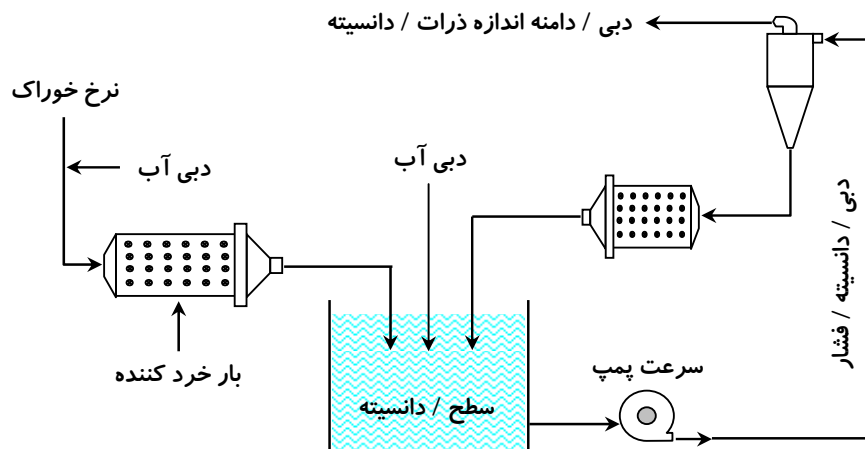 دبی / دامنه اندازه ذرات / دانسیته
نرخ خوراک
دبی آب
دبی آب
دبی / دانسیته / فشار
بار خرد کننده
سرعت پمپ
سطح / دانسیته